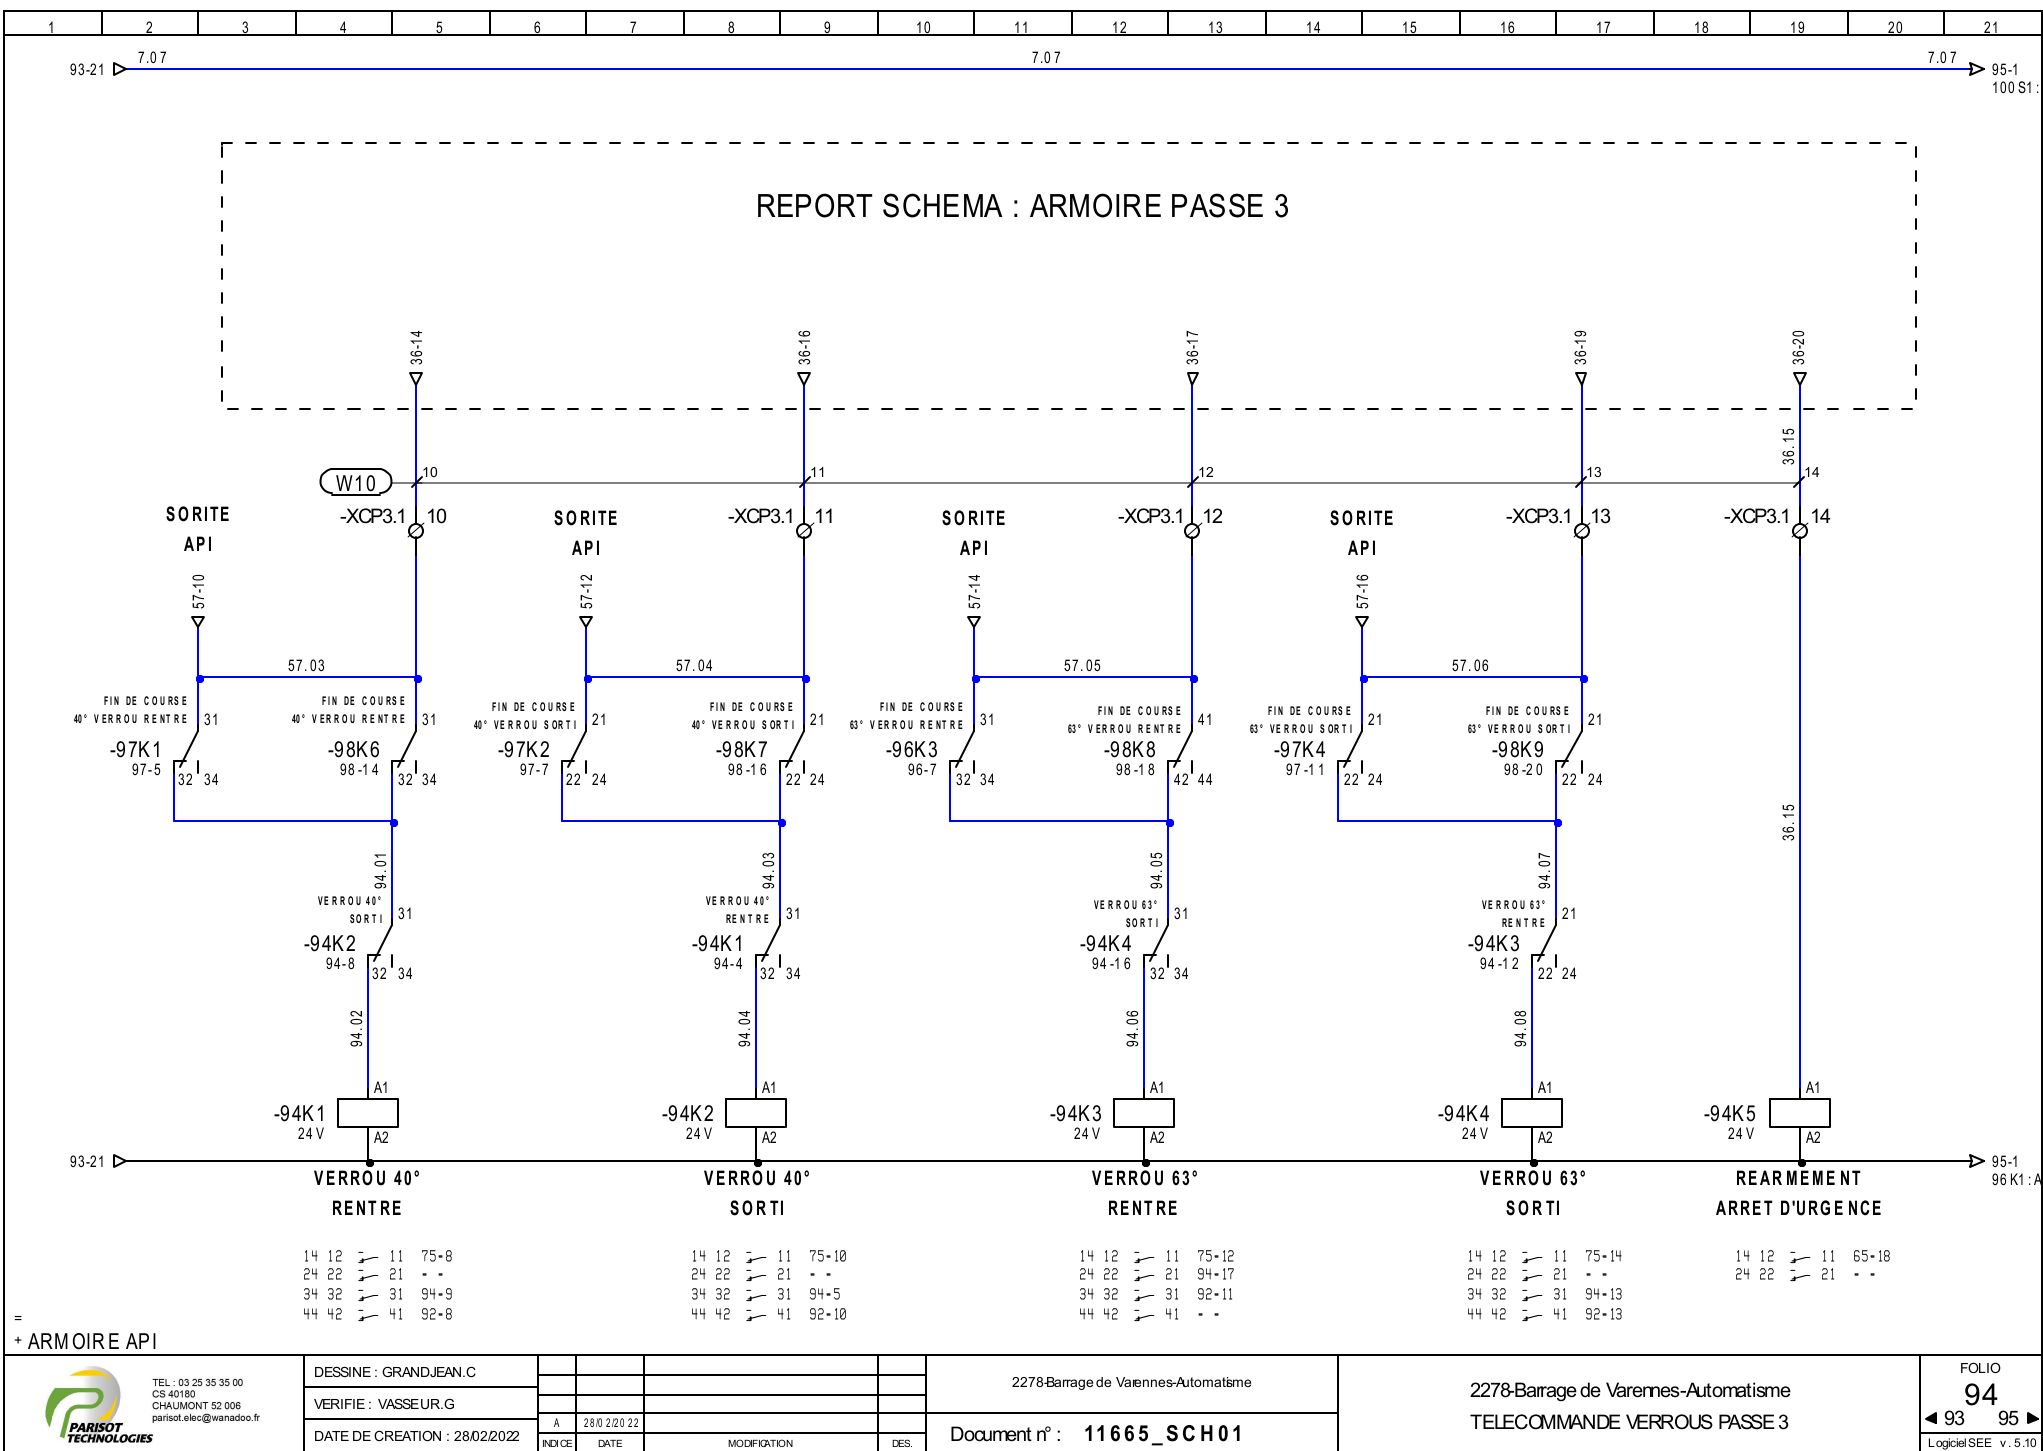 1 2 3 4 5 6 7 8 9 10 11 12 13 14 15 16 17 18 19 20 21
7.07 7.07 7.07
93-21 95-1
100 S1 :
REPORT SCHEMA : ARMOIRE PASSE 3
36-14 36-16 36-17 36-19 36-20
36.15
W10 10 11 12 13 14
-XCP3.1 10 -XCP3.1 11 -XCP3.1 12 -XCP3.1 13 -XCP3.1 14
SORITE SORITE SORITE SORITE
API API API API
57-10 57-12 57-14 57-16
57.03 57.04 57.05 57.06
FIN DE COURSE FIN DE COURSE FIN DE COURSE FIN DE COURSE FIN DE COURSE FIN DE COURSE FIN DE COURSE FIN DE COURSE
40° VERROU RENTRE 31 40° VERROU RENTRE 31 40° VERROU SORTI 21 40° VERROU SORTI 21 63° VERROU RENTRE 31 63° VERROU RENTRE 41 63° VERROU SORTI 21 63° VERROU SORTI 21
-97K1 -98K6 -97K2 -98K7 -96K3 -98K8 -97K4 -98K9
97-5 98-14 97-7 98-16 96-7 98-18 97-11 98-20
32 34 32 34 22 24 22 24 32 34 42 44 22 24 22 24
36.15
94.01 94.03 94.05 94.07
VERROU 40° VERROU 40° VERROU 63° VERROU 63°
SORTI 31 RENTRE 31 SORTI 31 RENTRE 21
-94K2 -94K1 -94K4 -94K3
94-8 94-4 94-16 94-12
32 34 32 34 32 34 22 24
94.02 94.04 94.06 94.08
A1 A1 A1 A1 A1
-94K1 -94K2 -94K3 -94K4 -94K5
24 V 24 V 24 V 24 V 24 V
A2 A2 A2 A2 A2
93-21 95-1
96 K1 : A
VERROU 40° VERROU 40° VERROU 63° VERROU 63° REARMEMENT
RENTRE SORTI RENTRE SORTI ARRET D'URGENCE
14 12 11 75-8 14 12 11 75-10 14 12 11 75-12 14 12 11 75-14 14 12 11 65-18
24 22 21 - - 24 22 21 - - 24 22 21 94-17 24 22 21 - - 24 22 21 - -
34 32 31 94-9 34 32 31 94-5 34 32 31 92-11 34 32 31 94-13
44 42 41 92-8 44 42 41 92-10 44 42 41 - - 44 42 41 92-13
=
+ ARMOIRE API
PARISOT
TECHNOLOGIES
TEL : 03 25 35 35 00
CS 40180
CHAUMONT 52 006
parisot.elec@wanadoo.fr
DESSINE : GRANDJEAN.C
VERIFIE : VASSEUR.G
DATE DE CREATION : 28/02/2022
A 28/02/2022
INDICE DATE MODIFICATION DES.
2278-Barrage de Varennes-Automatisme
Document n° : 11665_SCH01
2278-Barrage de Varennes-Automatisme
TELECOMMANDE VERROUS PASSE 3
FOLIO
94
93 95
Logiciel SEE v. 5.10